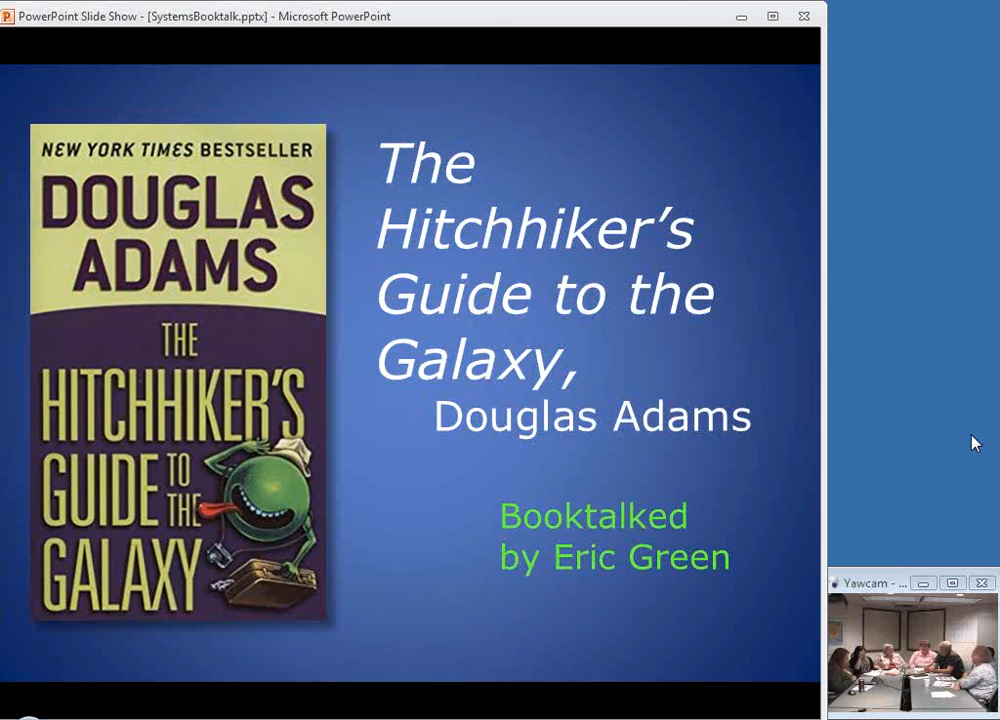 PowerPoint Slide Show - [SystemsBooktalk.pptx] - Microsoft PowerPoint
NEW YORK TIMES BESTSELLER
DOUGLAS
ADAMS
THE
HITCHHIKER'S
GUIDE TO
THE
GALAXY
The
Hitchhiker’s
Guide to the
Galaxy,
Douglas Adams
Booktalked
by Eric Green
Yawcam - ...